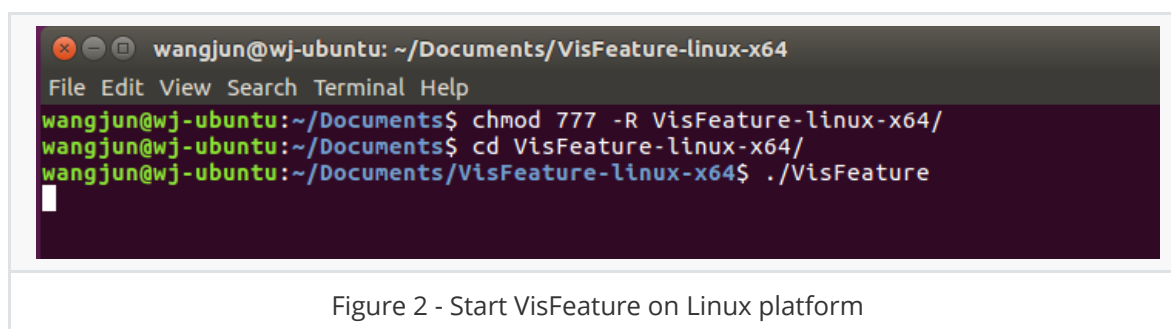 wangjun@wj-ubuntu: ~/Documents/VisFeature-linux-x64
File Edit View Search Terminal Help
wangjun@wj-ubuntu:~/Documents$ chmod 777 -R VisFeature-linux-x64/
wangjun@wj-ubuntu:~/Documents$ cd VisFeature-linux-x64/
wangjun@wj-ubuntu:~/Documents/VisFeature-linux-x64$ ./VisFeature
Figure 2 - Start VisFeature on Linux platform